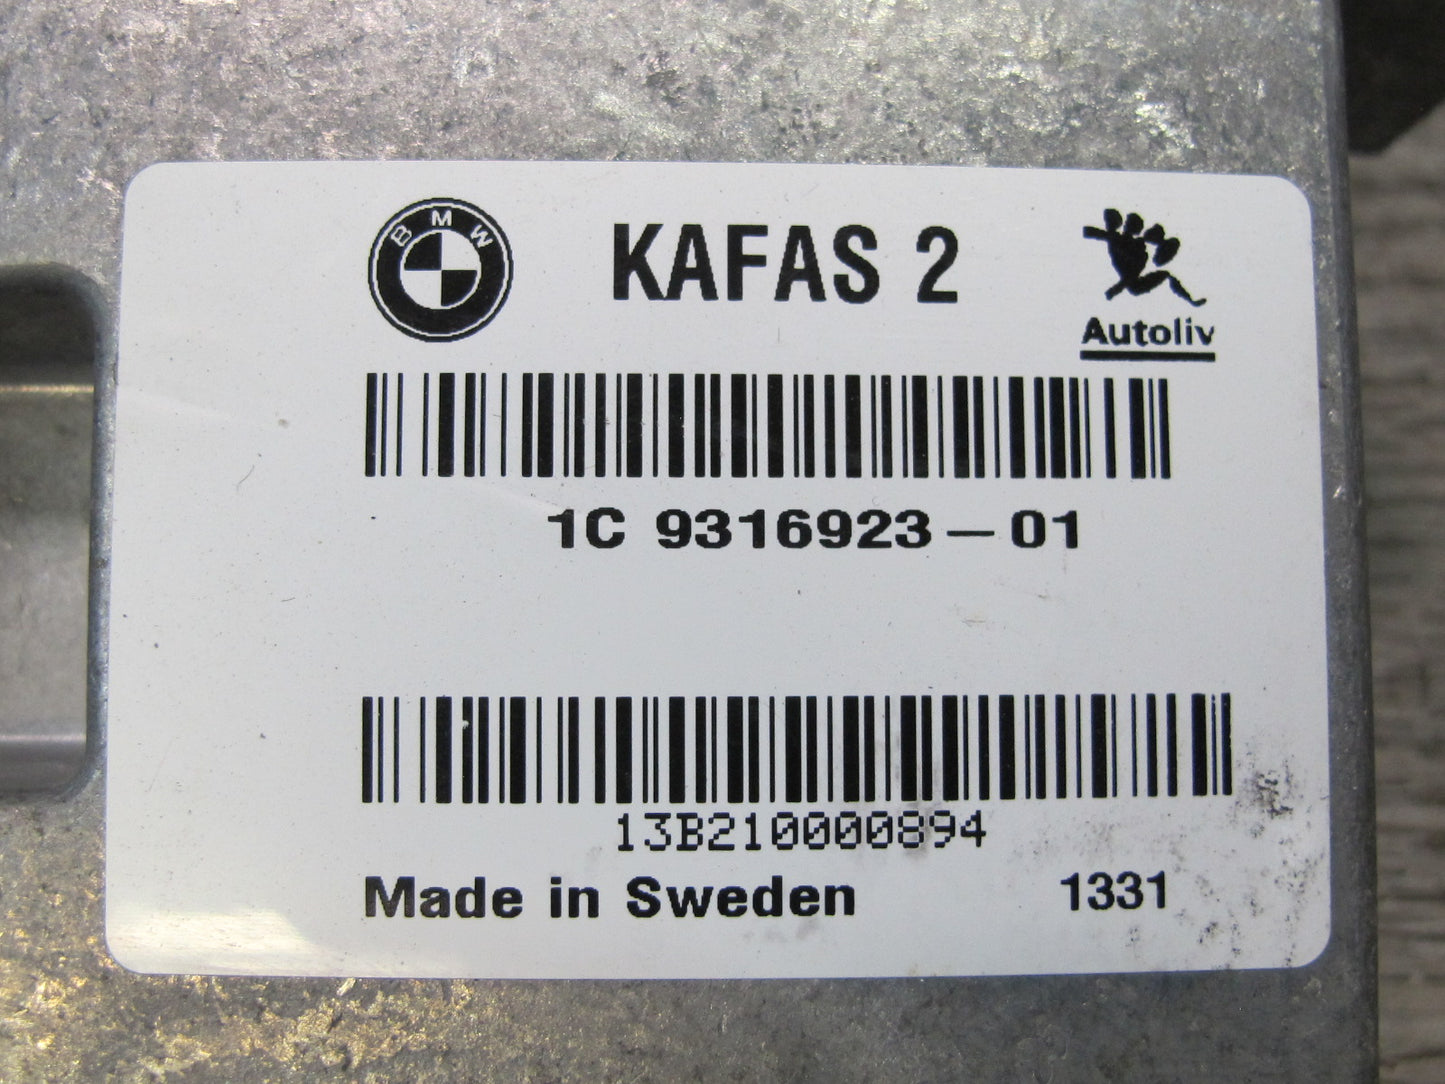 BMW
KAFAS 2
Autoliv
1C 9316923-01
13B210000894
Made in Sweden 1331